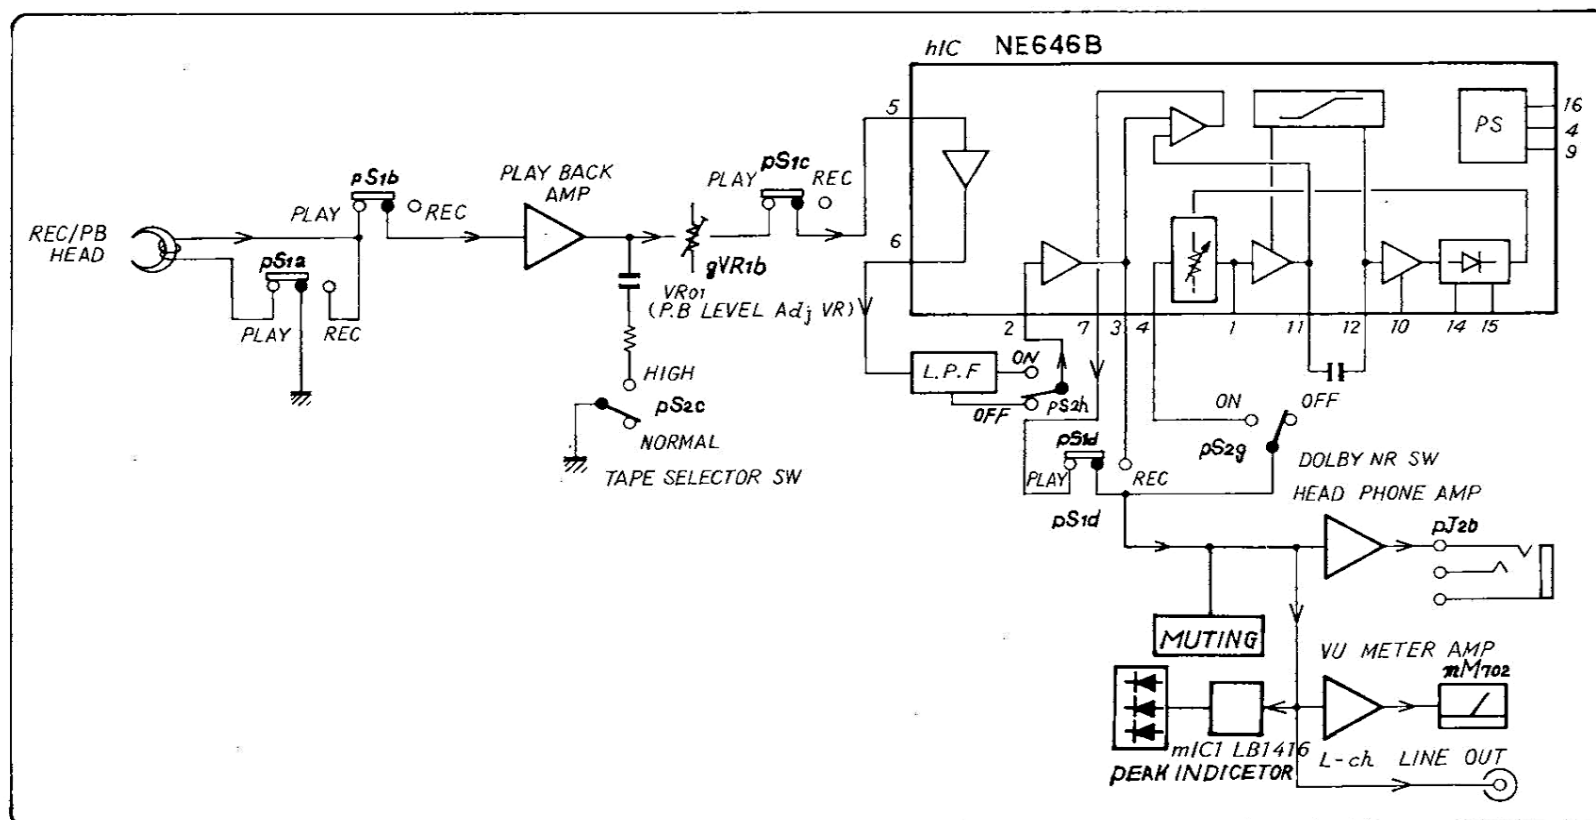 hIC NE646B
5
16
PS
4
9
PLAY BACK
AMP
pS1b
PLAY
REC
pS1c
PLAY
REC
REC/PB
HEAD
pS1a
PLAY
REC
6
gVR1b
VR01
(P.B LEVEL Adj VR)
2
7
3
4
1
11
12
10
14
15
L.P.F
ON
OFF
pS2h
HIGH
pS2c
NORMAL
TAPE SELECTOR SW
pS1d
PLAY
REC
pS1d
ON
OFF
pS2g
DOLBY NR SW
HEAD PHONE AMP
pJ2b
MUTING
VU METER AMP
mM702
mIC1 LB1416
PEAK INDICETOR
L-ch LINE OUT